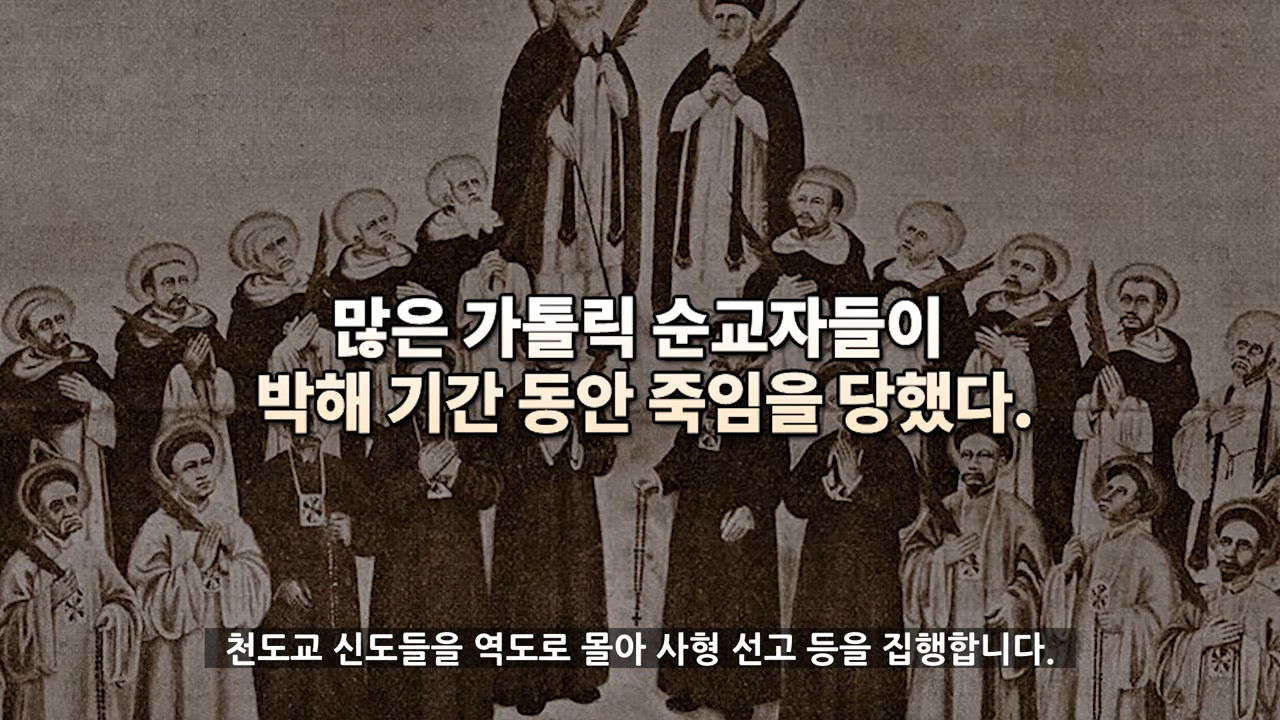 많은 가톨릭 순교자들이
박해 기간 동안 죽임을 당했다.
천도교 신도들을 역도로 몰아 사형 선고 등을 집행합니다.